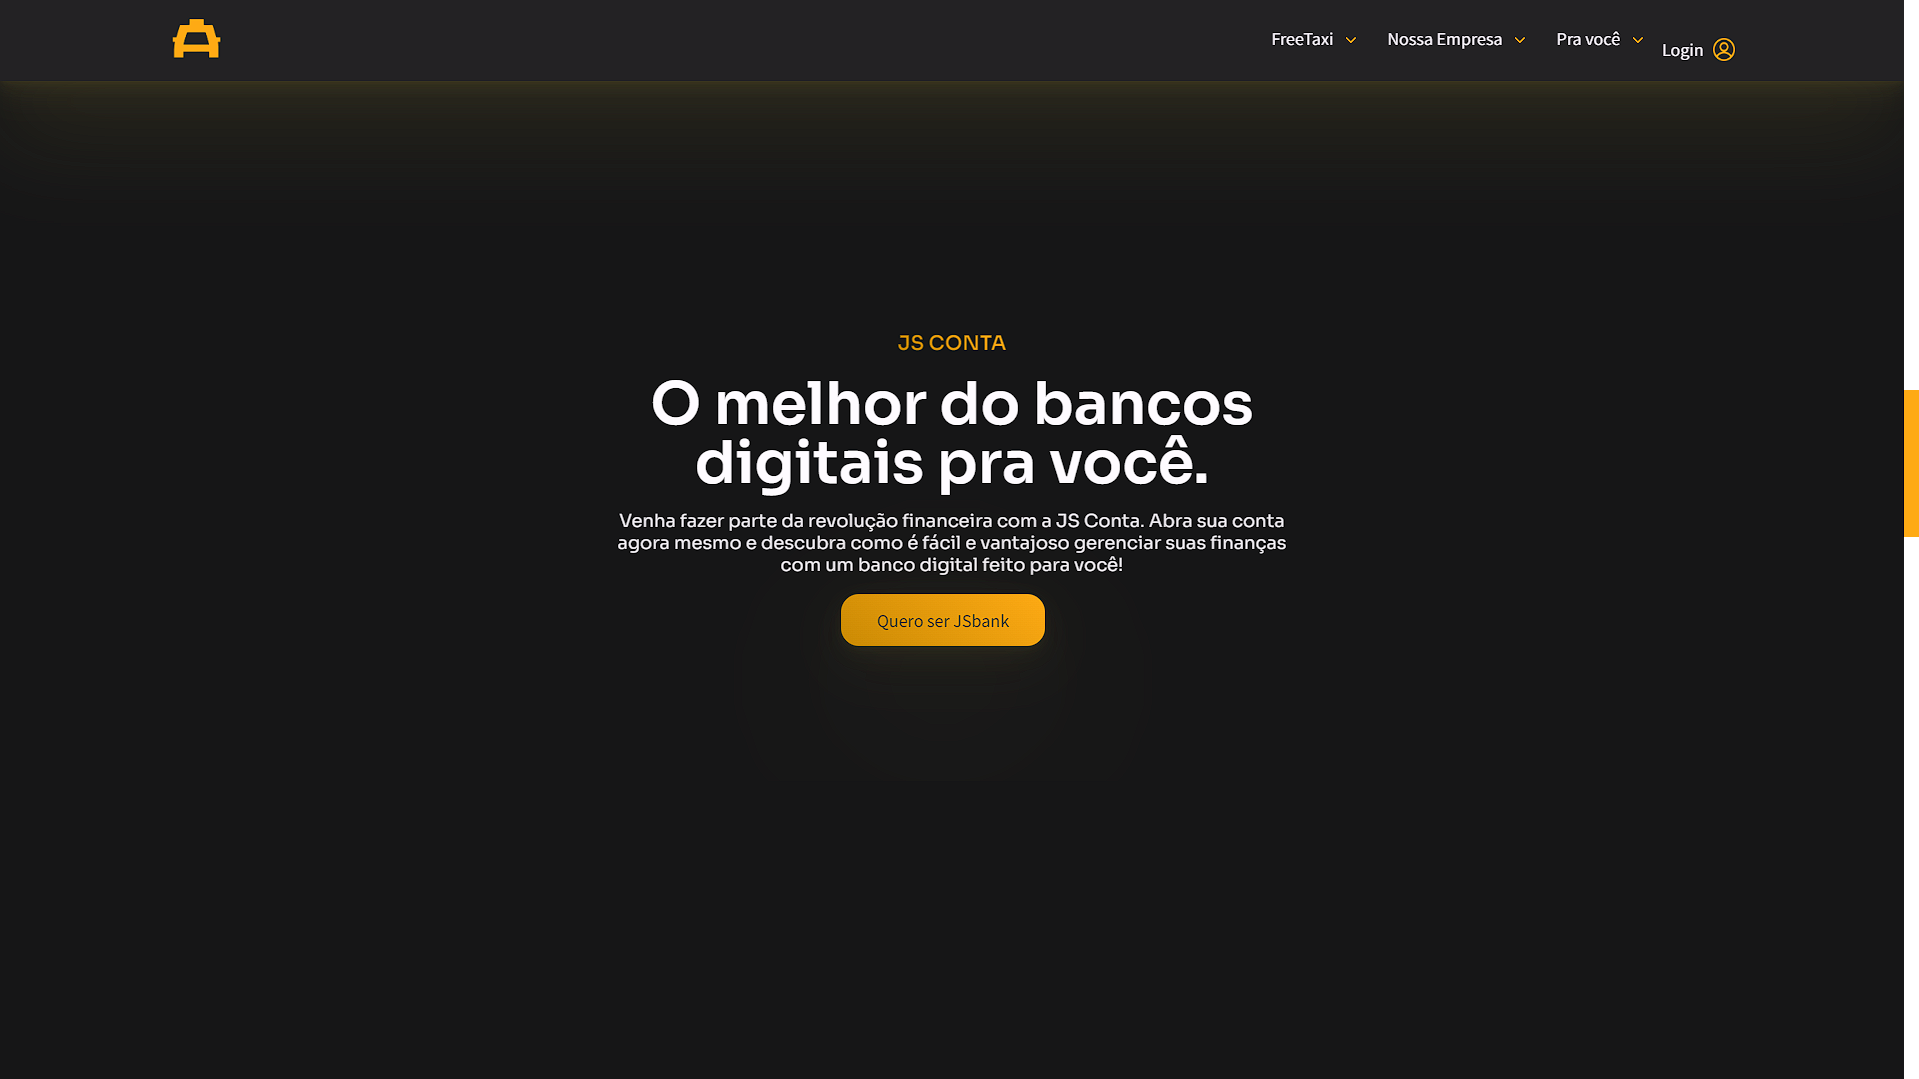 FreeTaxi
Nossa Empresa
Pra você
Login
JS CONTA
O melhor do bancos
digitais pra você.
Venha fazer parte da revolução financeira com a JS Conta. Abra sua conta
agora mesmo e descubra como é fácil e vantajoso gerenciar suas finanças
com um banco digital feito para você!
Quero ser JSbank